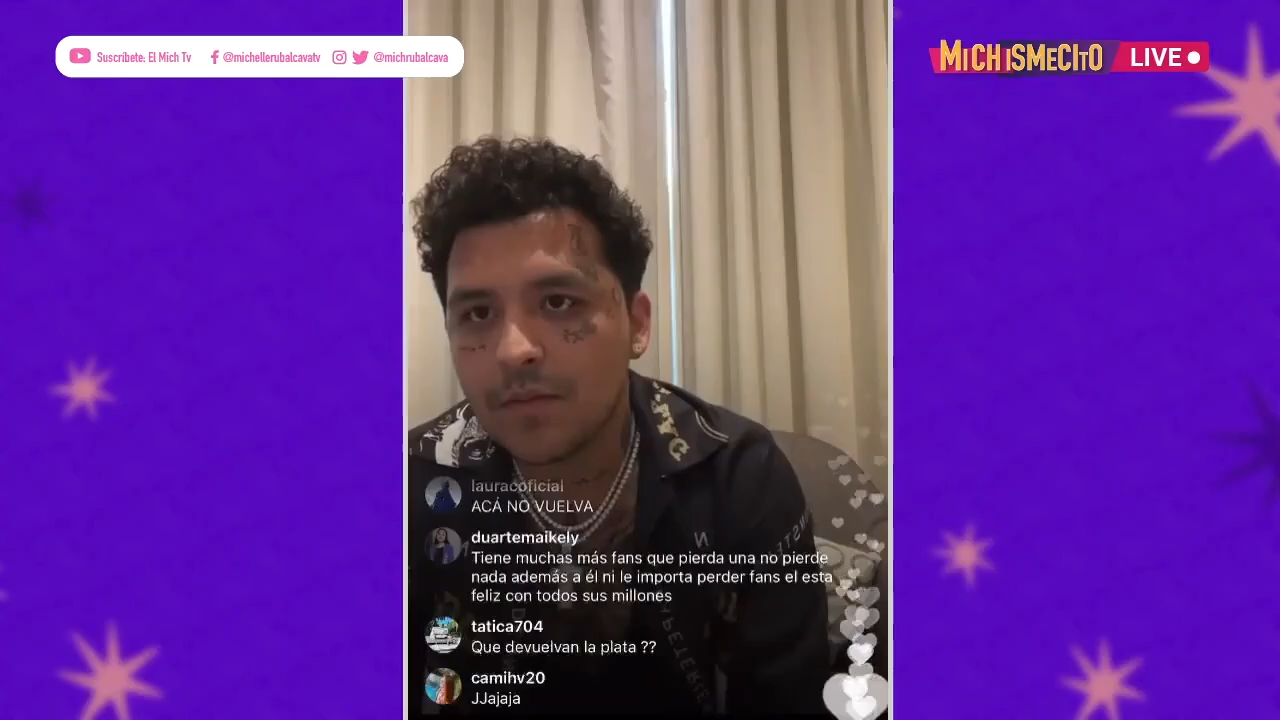 Suscríbete: El Mich Tv @michellerubalcavatv @michrubalcava
MICHISMECITO LIVE
lauracoficial
ACÁ NO VUELVA
duartemaikely
Tiene muchas más fans que pierda una no pierde
nada además a él ni le importa perder fans el esta
feliz con todos sus millones
tatica704
Que devuelvan la plata ??
camihv20
JJajaja